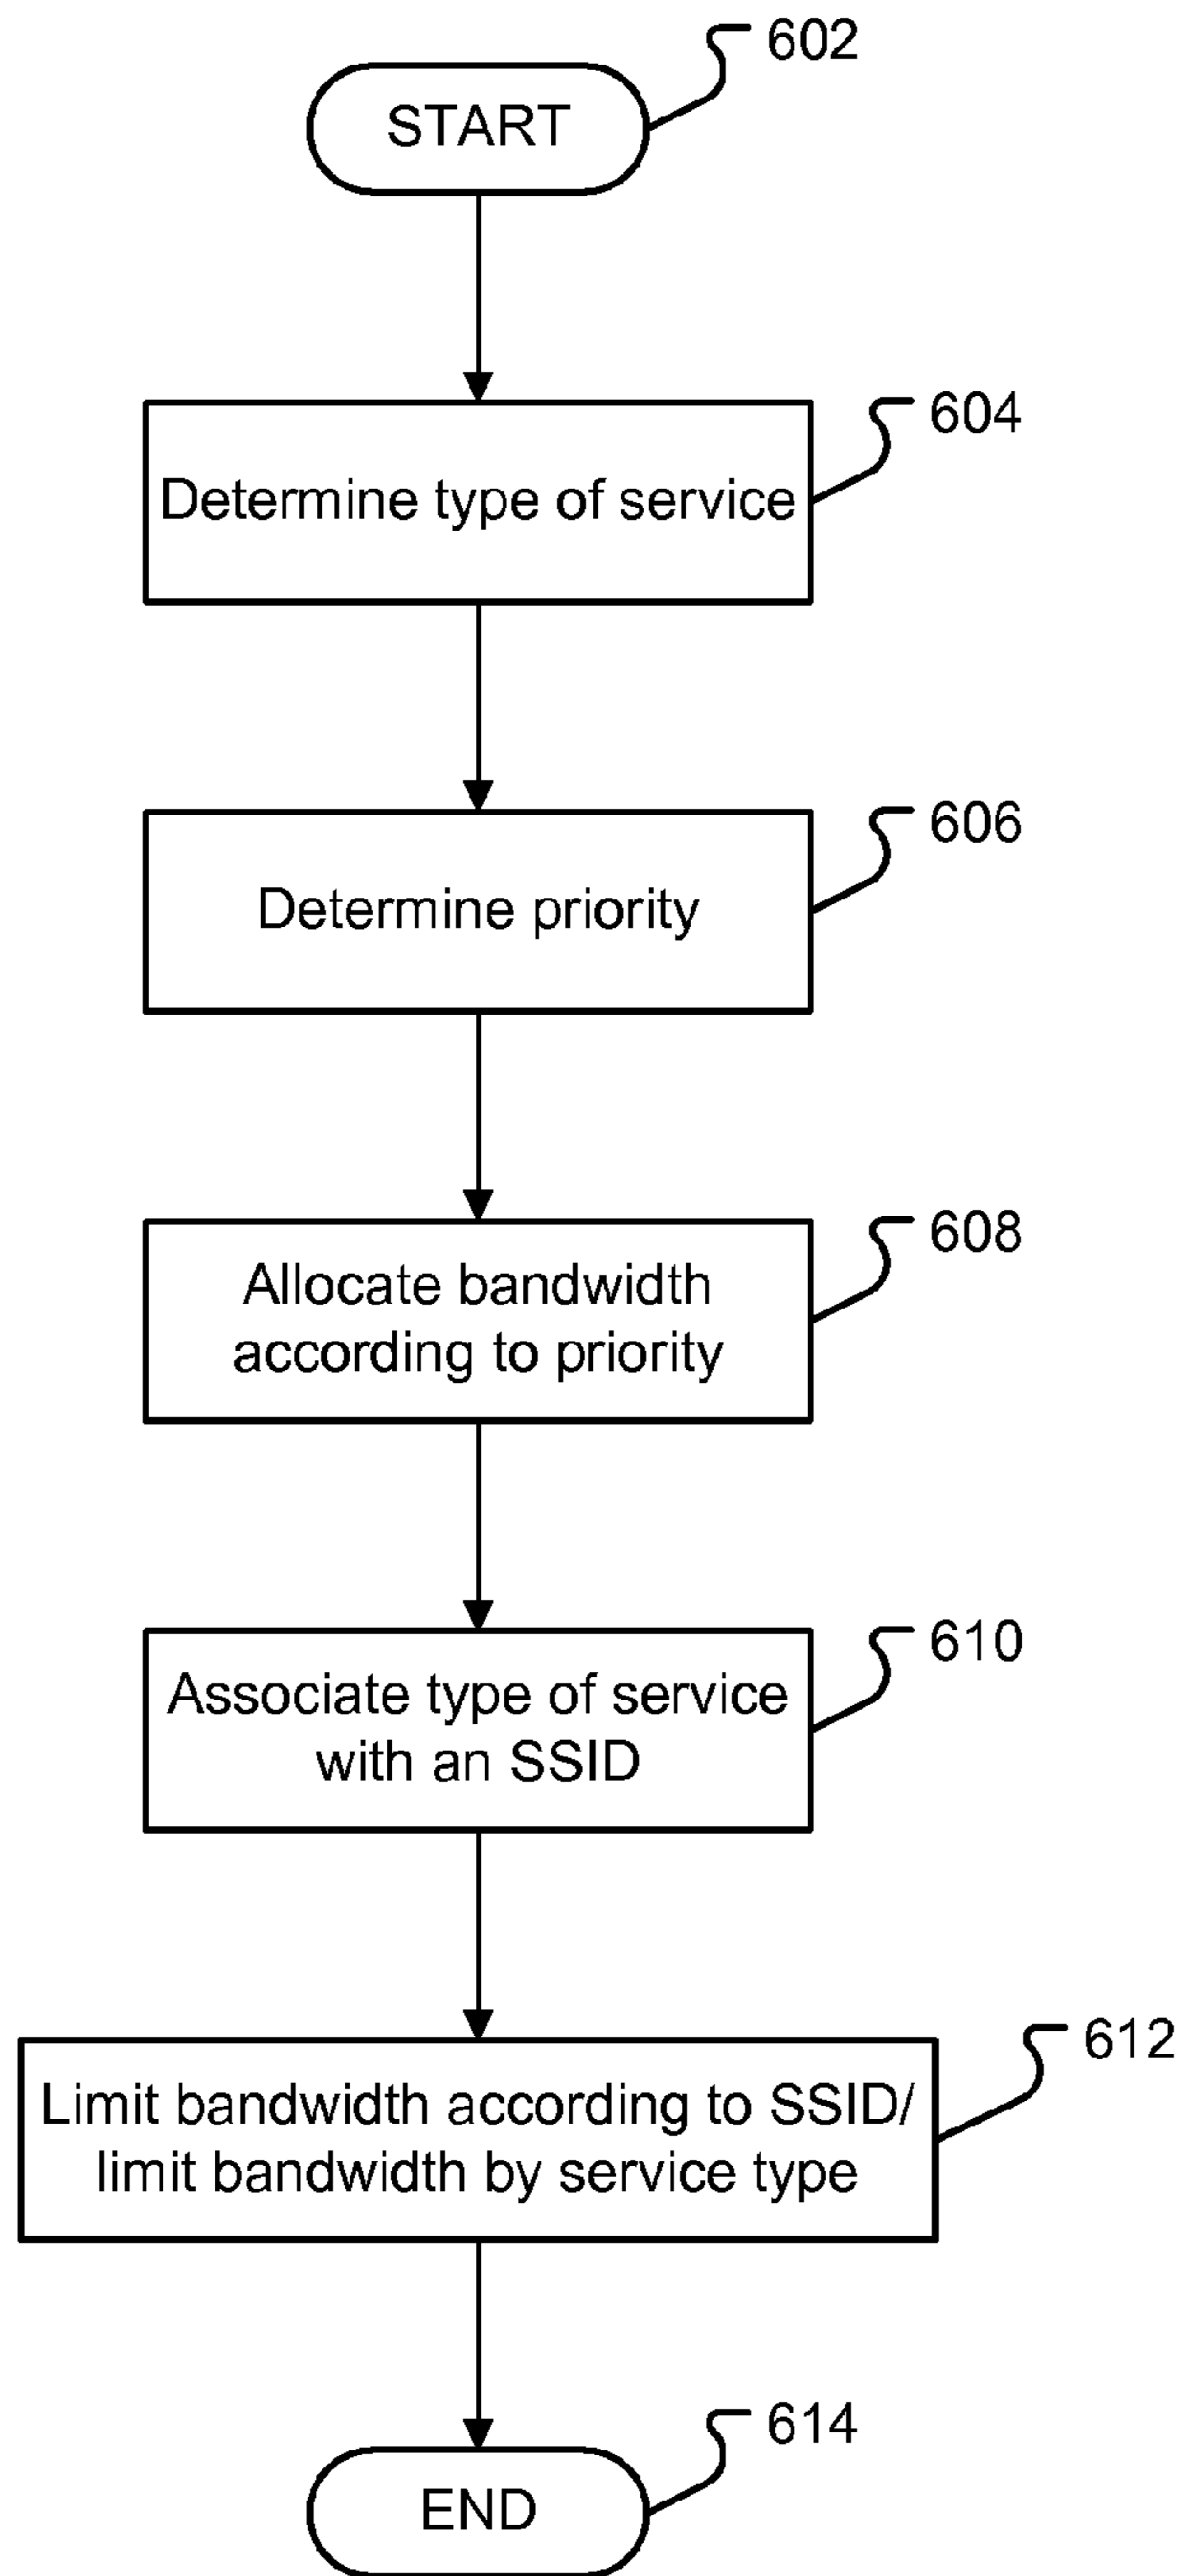 602
START
604
Determine type of service
606
Determine priority
608
Allocate bandwidth
according to priority
610
Associate type of service
with an SSID
612
Limit bandwidth according to SSID/
limit bandwidth by service type
614
END